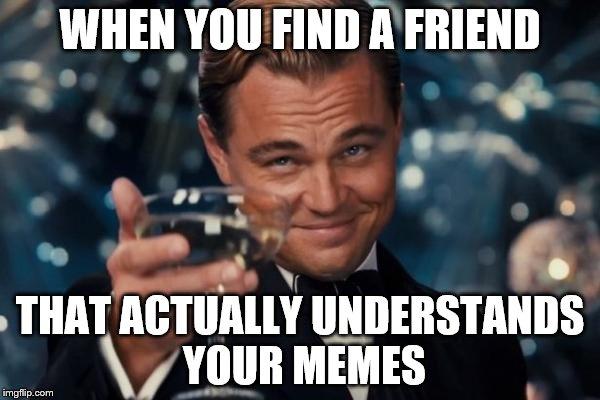 WHEN YOU FIND A FRIEND
THAT ACTUALLY UNDERSTANDS
YOUR MEMES
imgflip.com